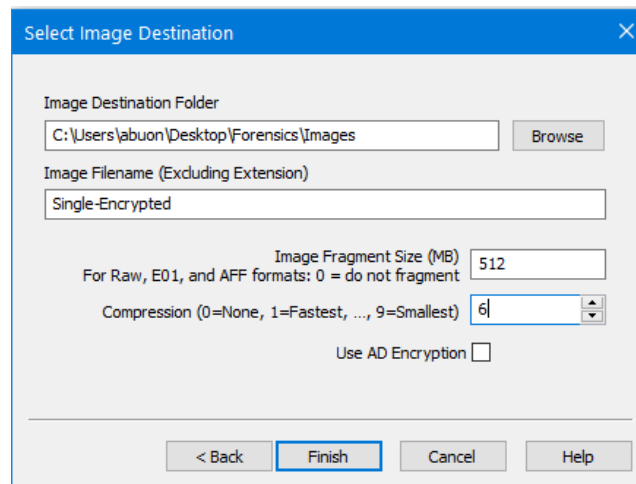 Select Image Destination
Image Destination Folder
C:\Users\abuon\Desktop\Forensics\Images
Browse
Image Filename (Excluding Extension)
Single-Encrypted
Image Fragment Size (MB)
512
For Raw, E01, and AFF formats: 0 = do not fragment
Compression (0=None, 1=Fastest, ..., 9=Smallest)
6
Use AD Encryption
< Back
Finish
Cancel
Help